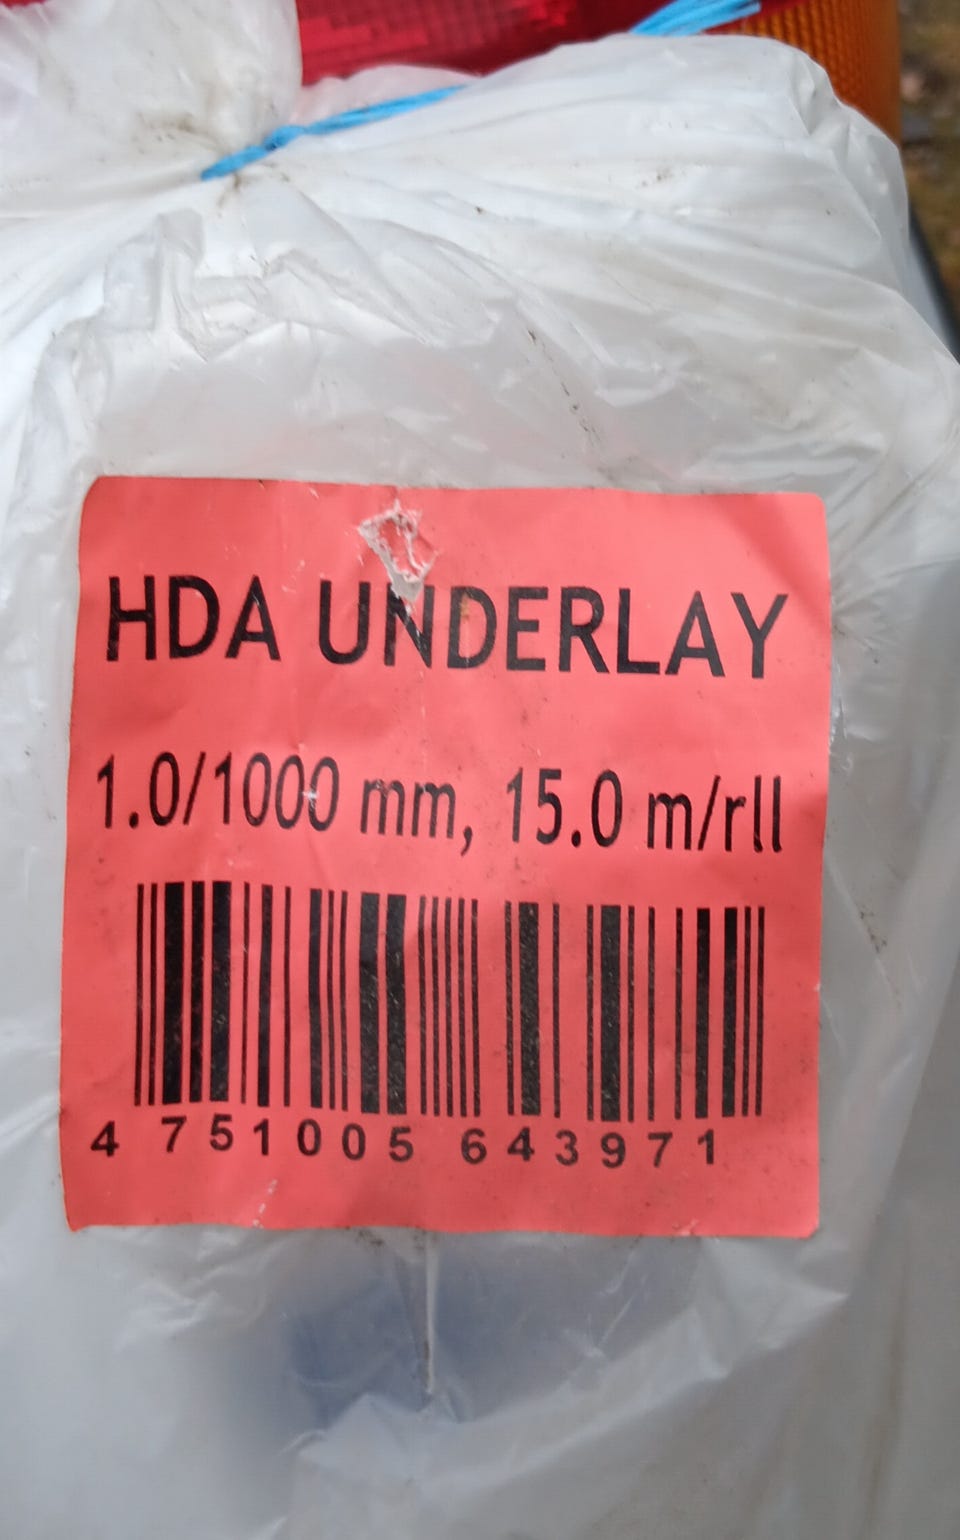 HDA UNDERLAY
1.0/1000 mm, 15.0 m/rll
4 751005 643971